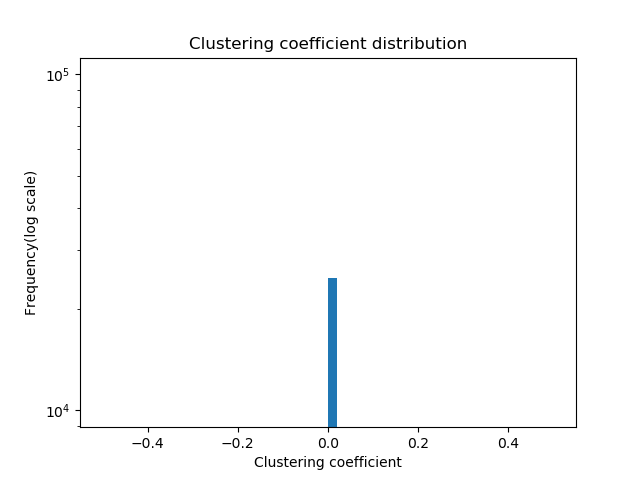 Clustering coefficient distribution
10^5
Frequency(log scale)
10^4
−0.4 −0.2 0.0 0.2 0.4
Clustering coefficient